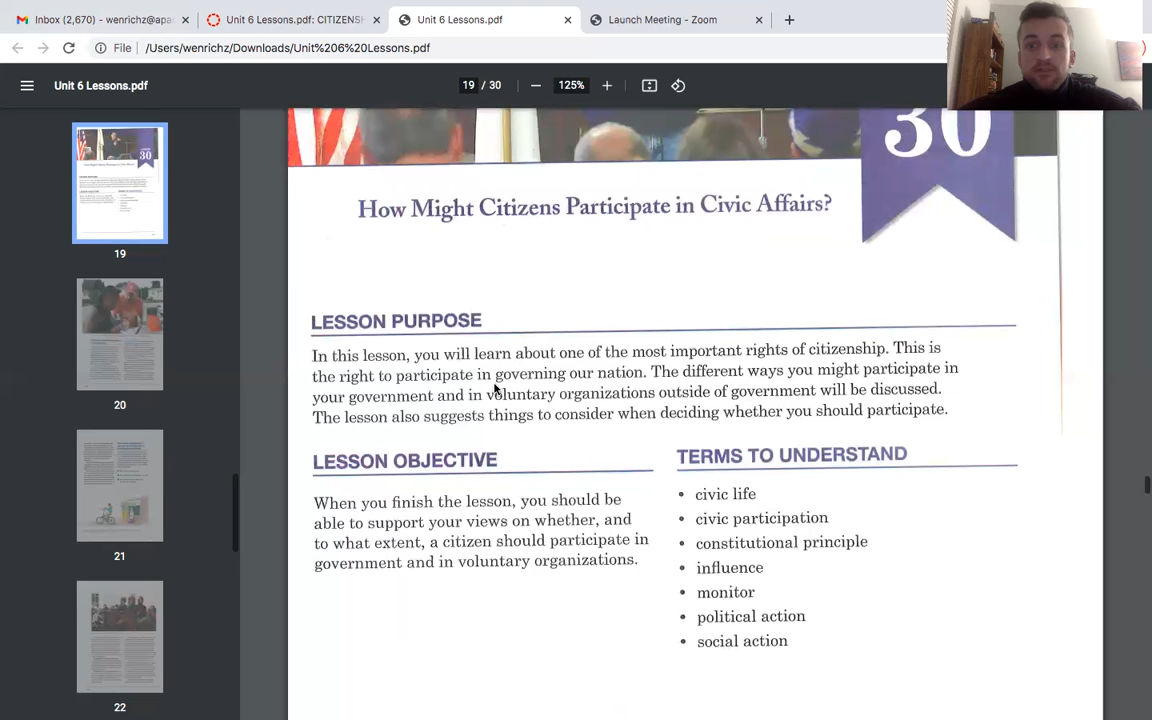 Inbox (2,670) - wenrichz@apa
Unit 6 Lessons.pdf: CITIZENSH
Unit 6 Lessons.pdf
Launch Meeting - Zoom
File
/Users/wenrichz/Downloads/Unit%206%20Lessons.pdf
Unit 6 Lessons.pdf
19 / 30
125%
30
How Might Citizens Participate in Civic Affairs?
LESSON PURPOSE
In this lesson, you will learn about one of the most important rights of citizenship. This is
the right to participate in governing our nation. The different ways you might participate in
your government and in voluntary organizations outside of government will be discussed.
The lesson also suggests things to consider when deciding whether you should participate.
LESSON OBJECTIVE
When you finish the lesson, you should be
able to support your views on whether, and
to what extent, a citizen should participate in
government and in voluntary organizations.
TERMS TO UNDERSTAND
• civic life
• civic participation
• constitutional principle
• influence
• monitor
• political action
• social action
30
19
20
21
22